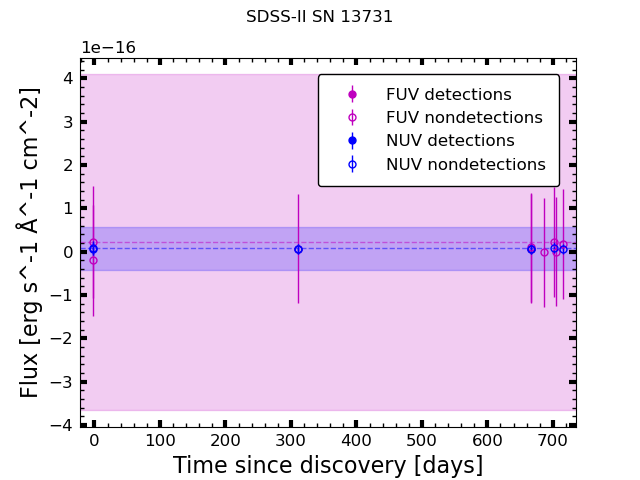 SDSS-II SN 13731
1e−16
FUV detections
FUV nondetections
NUV detections
NUV nondetections
4
3
2
1
0
−1
−2
−3
−4
Flux [erg s^-1 Å^-1 cm^-2]
0 100 200 300 400 500 600 700
Time since discovery [days]